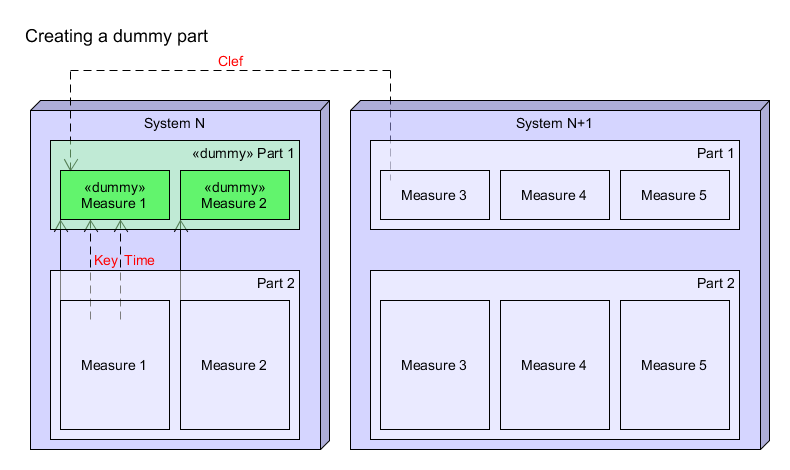 Creating a dummy part
Clef
System N
«dummy» Part 1
«dummy»
Measure 1
«dummy»
Measure 2
Key Time
Part 2
Measure 1
Measure 2
System N+1
Part 1
Measure 3
Measure 4
Measure 5
Part 2
Measure 3
Measure 4
Measure 5